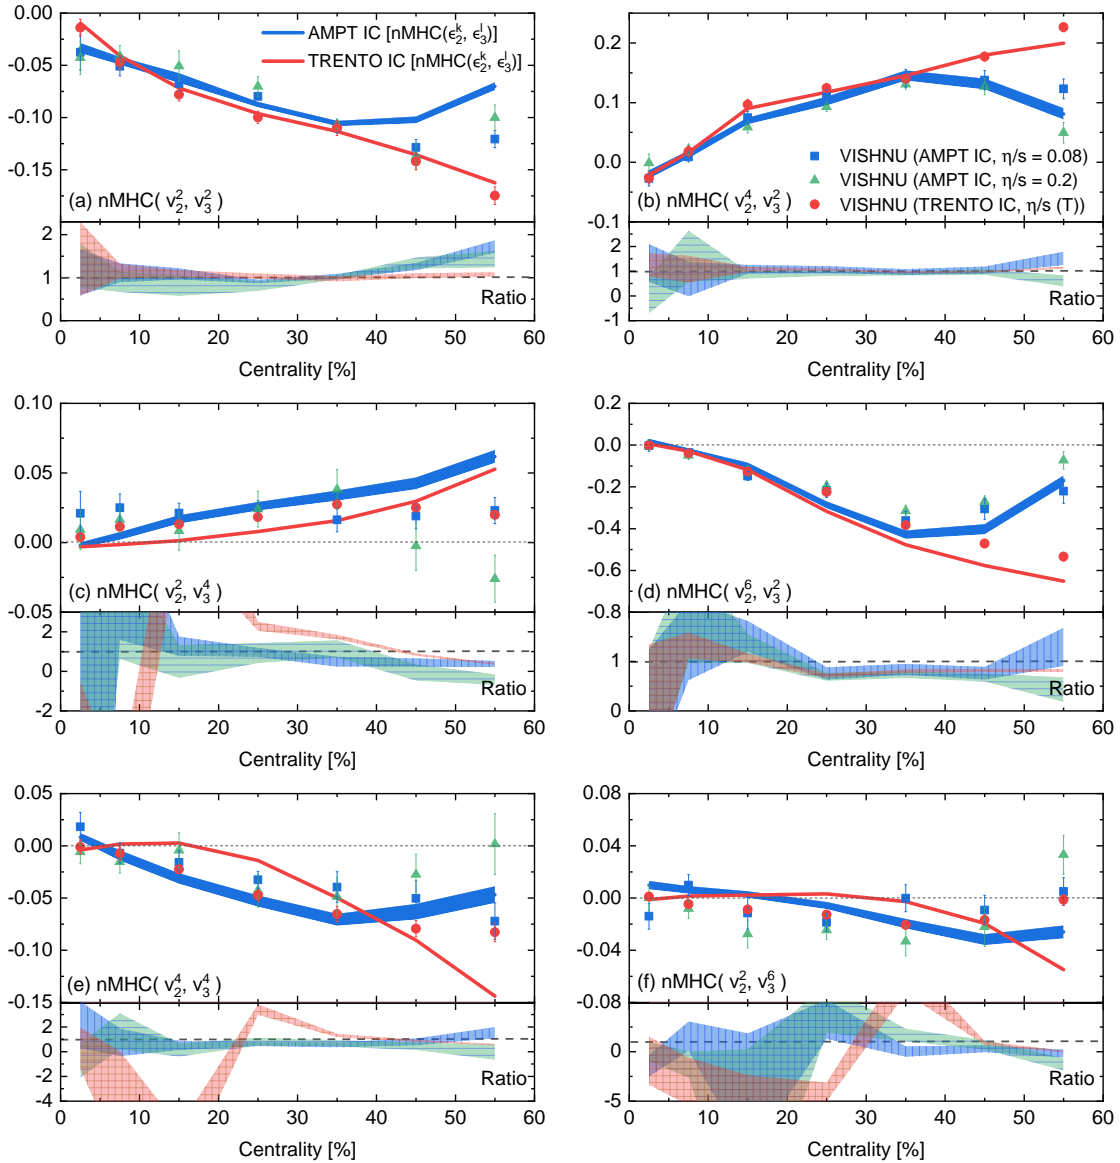 0.00
-0.05
-0.10
-0.15
AMPT IC [nMHC(ϵ₂ᵏ, ϵ₃ˡ)]
TRENTO IC [nMHC(ϵ₂ᵏ, ϵ₃ˡ)]
(a) nMHC( v₂², v₃²)
2
1
0
Ratio
0 10 20 30 40 50 60
Centrality [%]
0.2
0.1
0.0
-0.1
VISHNU (AMPT IC, η/s = 0.08)
VISHNU (AMPT IC, η/s = 0.2)
VISHNU (TRENTO IC, η/s (T))
(b) nMHC( v₂⁴, v₃²)
2
1
0
-1
Ratio
0 10 20 30 40 50 60
Centrality [%]
0.10
0.05
0.00
-0.05
(c) nMHC( v₂², v₃⁴)
2
0
-2
Ratio
0 10 20 30 40 50 60
Centrality [%]
0.2
0.0
-0.2
-0.4
-0.6
-0.8
(d) nMHC( v₂⁶, v₃²)
1
0
Ratio
0 10 20 30 40 50 60
Centrality [%]
0.05
0.00
-0.05
-0.10
-0.15
(e) nMHC( v₂⁴, v₃⁴)
2
0
-2
-4
Ratio
0 10 20 30 40 50 60
Centrality [%]
0.08
0.04
0.00
-0.04
-0.08
(f) nMHC( v₂², v₃⁶)
0
-5
Ratio
0 10 20 30 40 50 60
Centrality [%]